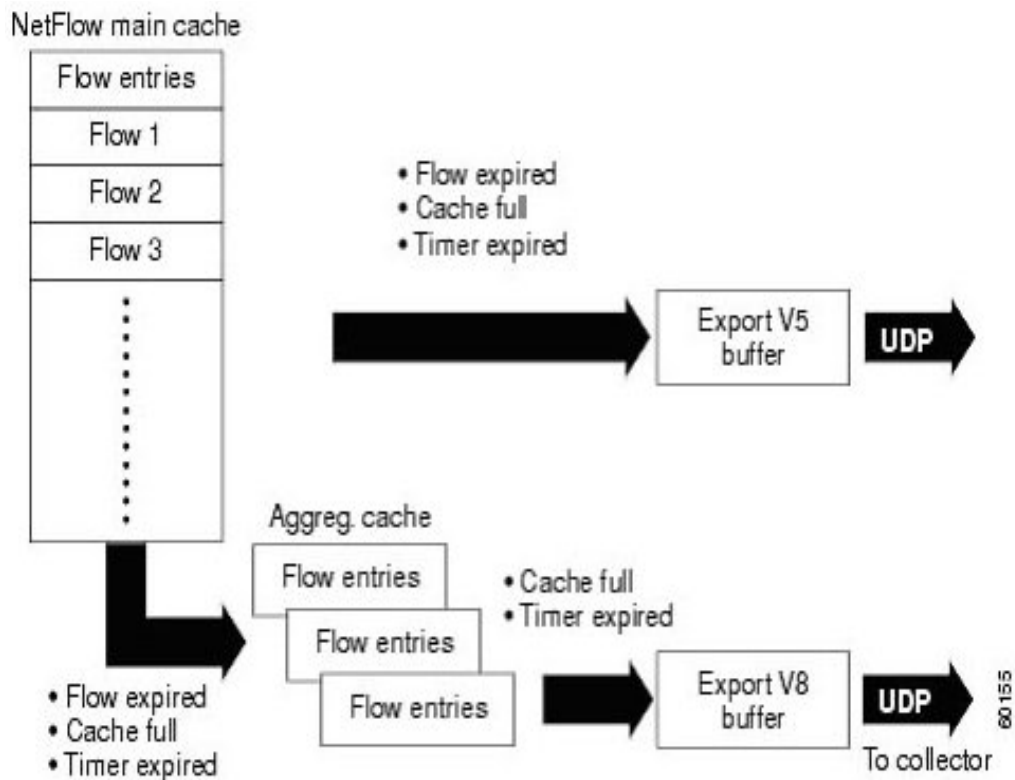 NetFlow main cache
Flow entries
Flow 1
Flow 2
Flow 3
• Flow expired
• Cache full
• Timer expired
Export V5
buffer
UDP
Aggreg. cache
Flow entries
Flow entries
Flow entries
• Cache full
• Timer expired
Export V8
buffer
UDP
To collector
60155
• Flow expired
• Cache full
• Timer expired